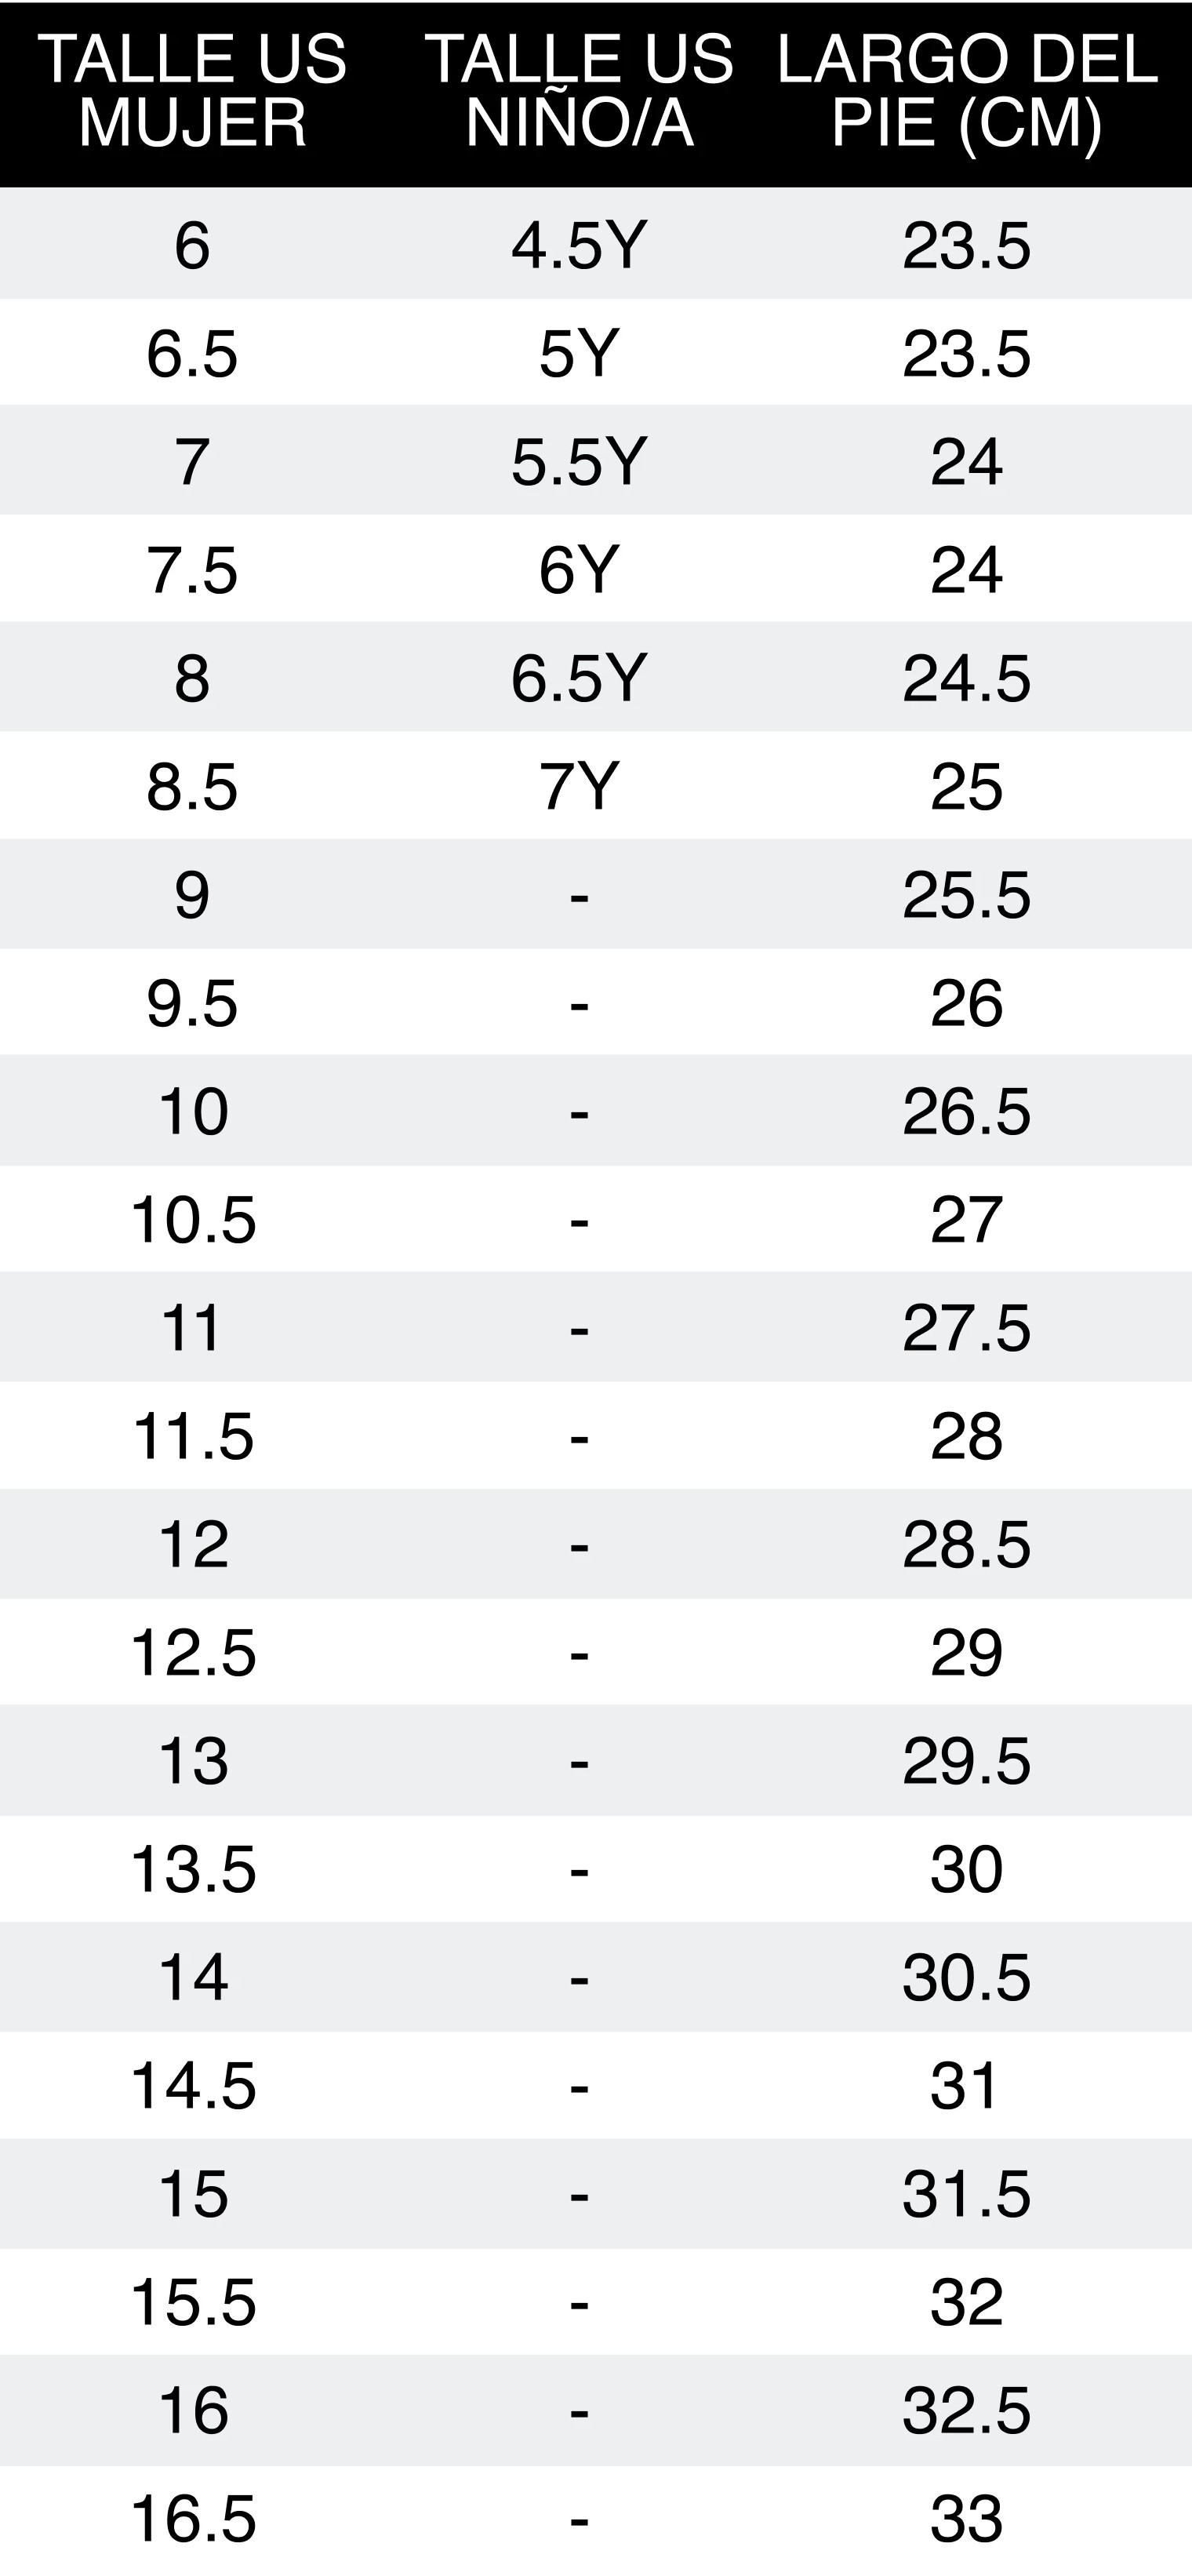 TALLE US MUJER TALLE US NIÑO/A LARGO DEL PIE (CM)
6 4.5Y 23.5
6.5 5Y 23.5
7 5.5Y 24
7.5 6Y 24
8 6.5Y 24.5
8.5 7Y 25
9 - 25.5
9.5 - 26
10 - 26.5
10.5 - 27
11 - 27.5
11.5 - 28
12 - 28.5
12.5 - 29
13 - 29.5
13.5 - 30
14 - 30.5
14.5 - 31
15 - 31.5
15.5 - 32
16 - 32.5
16.5 - 33